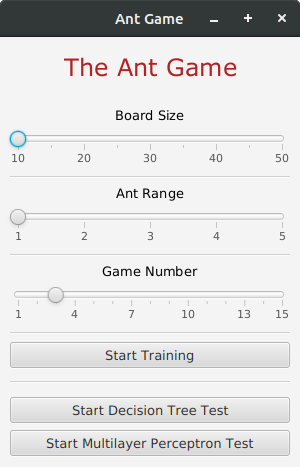 Ant Game
The Ant Game
Board Size
10 20 30 40 50
Ant Range
1 2 3 4 5
Game Number
1 4 7 10 13 15
Start Training
Start Decision Tree Test
Start Multilayer Perceptron Test